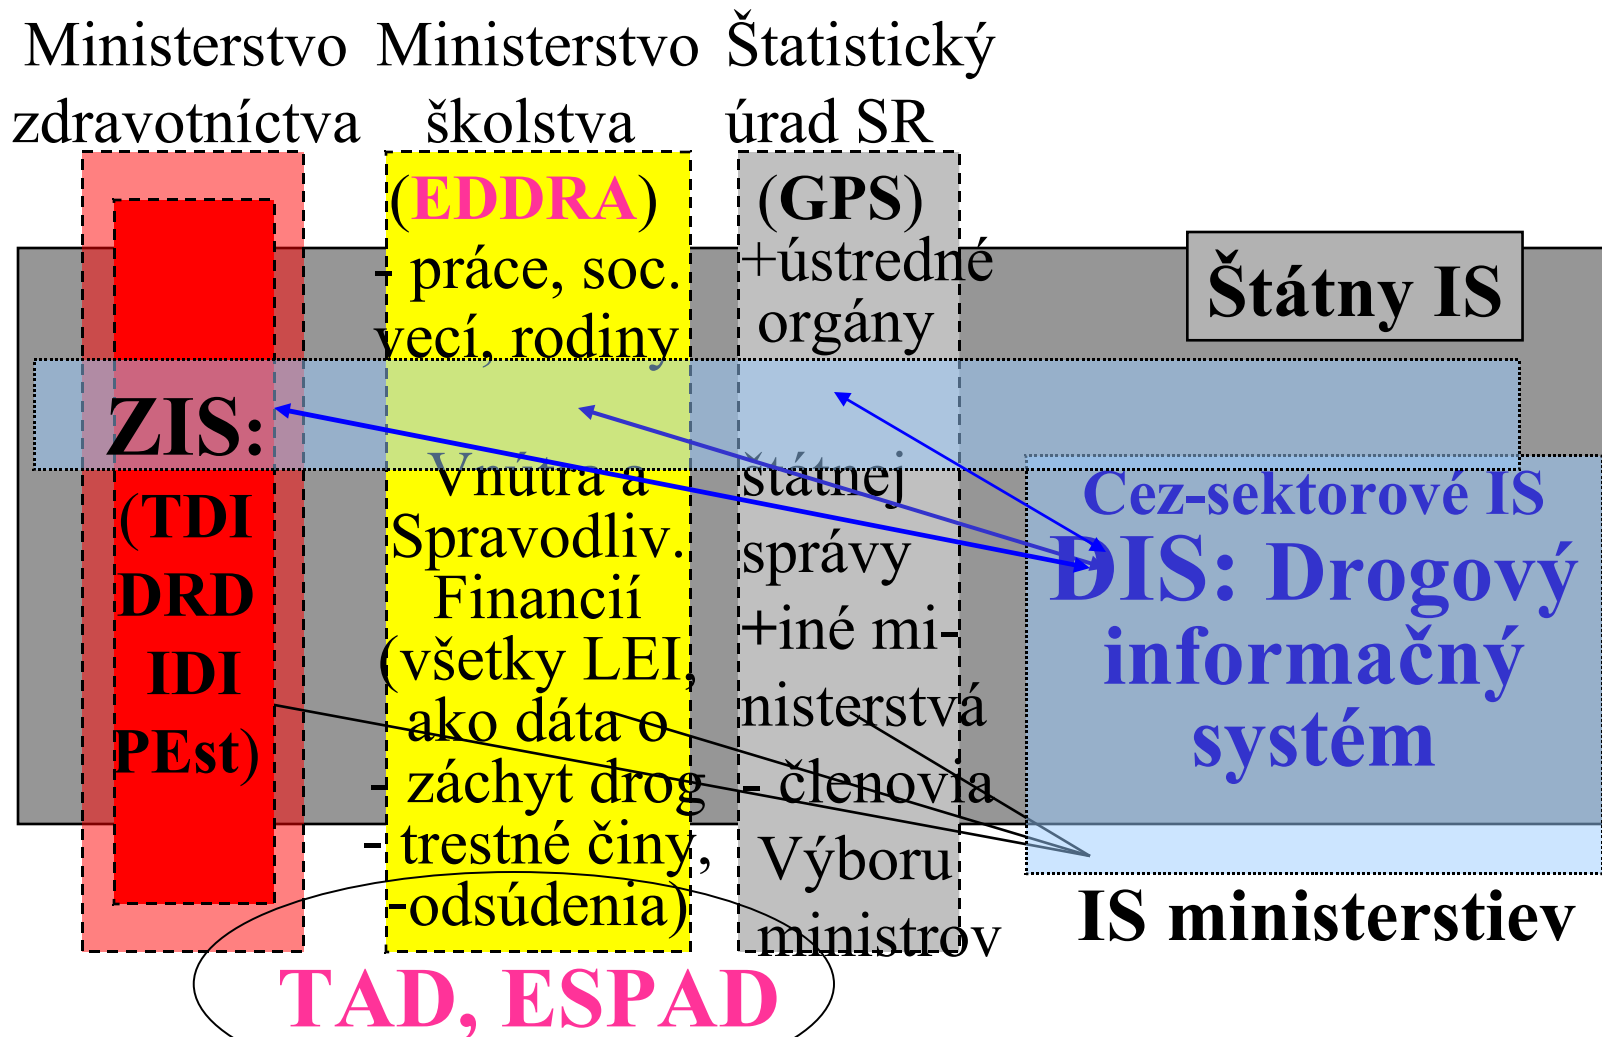 Ministerstvo
zdravotníctva
Ministerstvo
školstva
Štatistický
úrad SR
(EDDRA)
- práce, soc.
vecí, rodiny
Vnútra a
Spravodliv.
Financií
(všetky LEI,
ako dáta o
- záchyt drog
- trestné činy,
-odsúdenia)
(GPS)
+ústredné
orgány
štátnej
správy
+iné mi-
nisterstvá
- členovia
Výboru
ministrov
Štátny IS
ZIS:
(TDI
DRD
IDI
PEst)
Cez-sektorové IS
DIS: Drogový
informačný
systém
IS ministerstiev
TAD, ESPAD